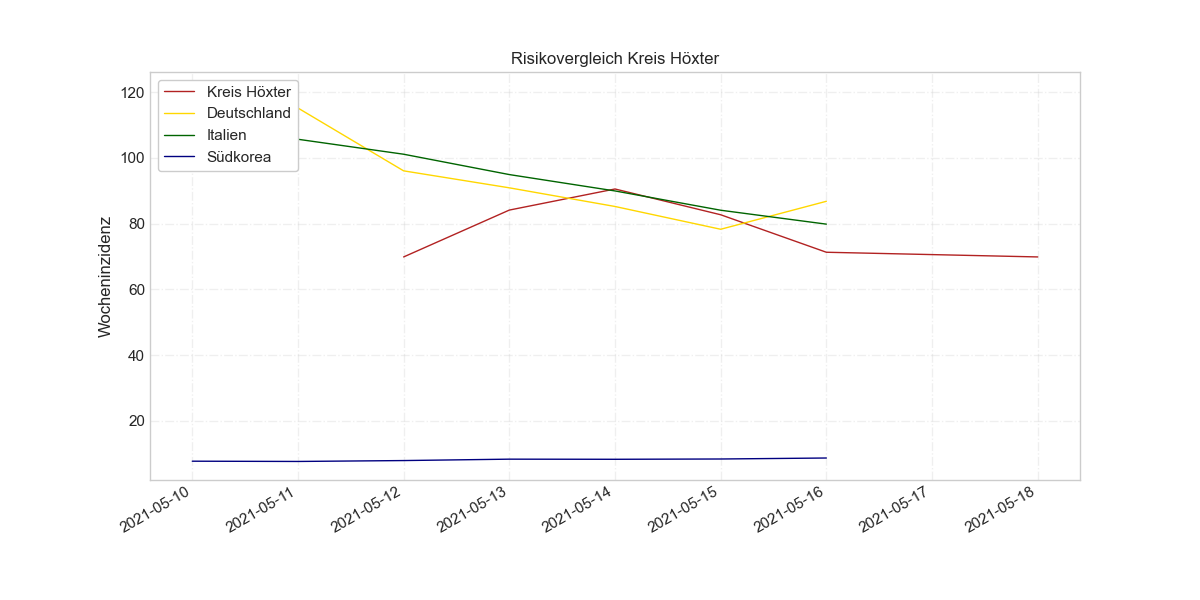 Risikovergleich Kreis Höxter
Kreis Höxter
Deutschland
Italien
Südkorea
Wocheninzidenz
120
100
80
60
40
20
2021-05-10
2021-05-11
2021-05-12
2021-05-13
2021-05-14
2021-05-15
2021-05-16
2021-05-17
2021-05-18